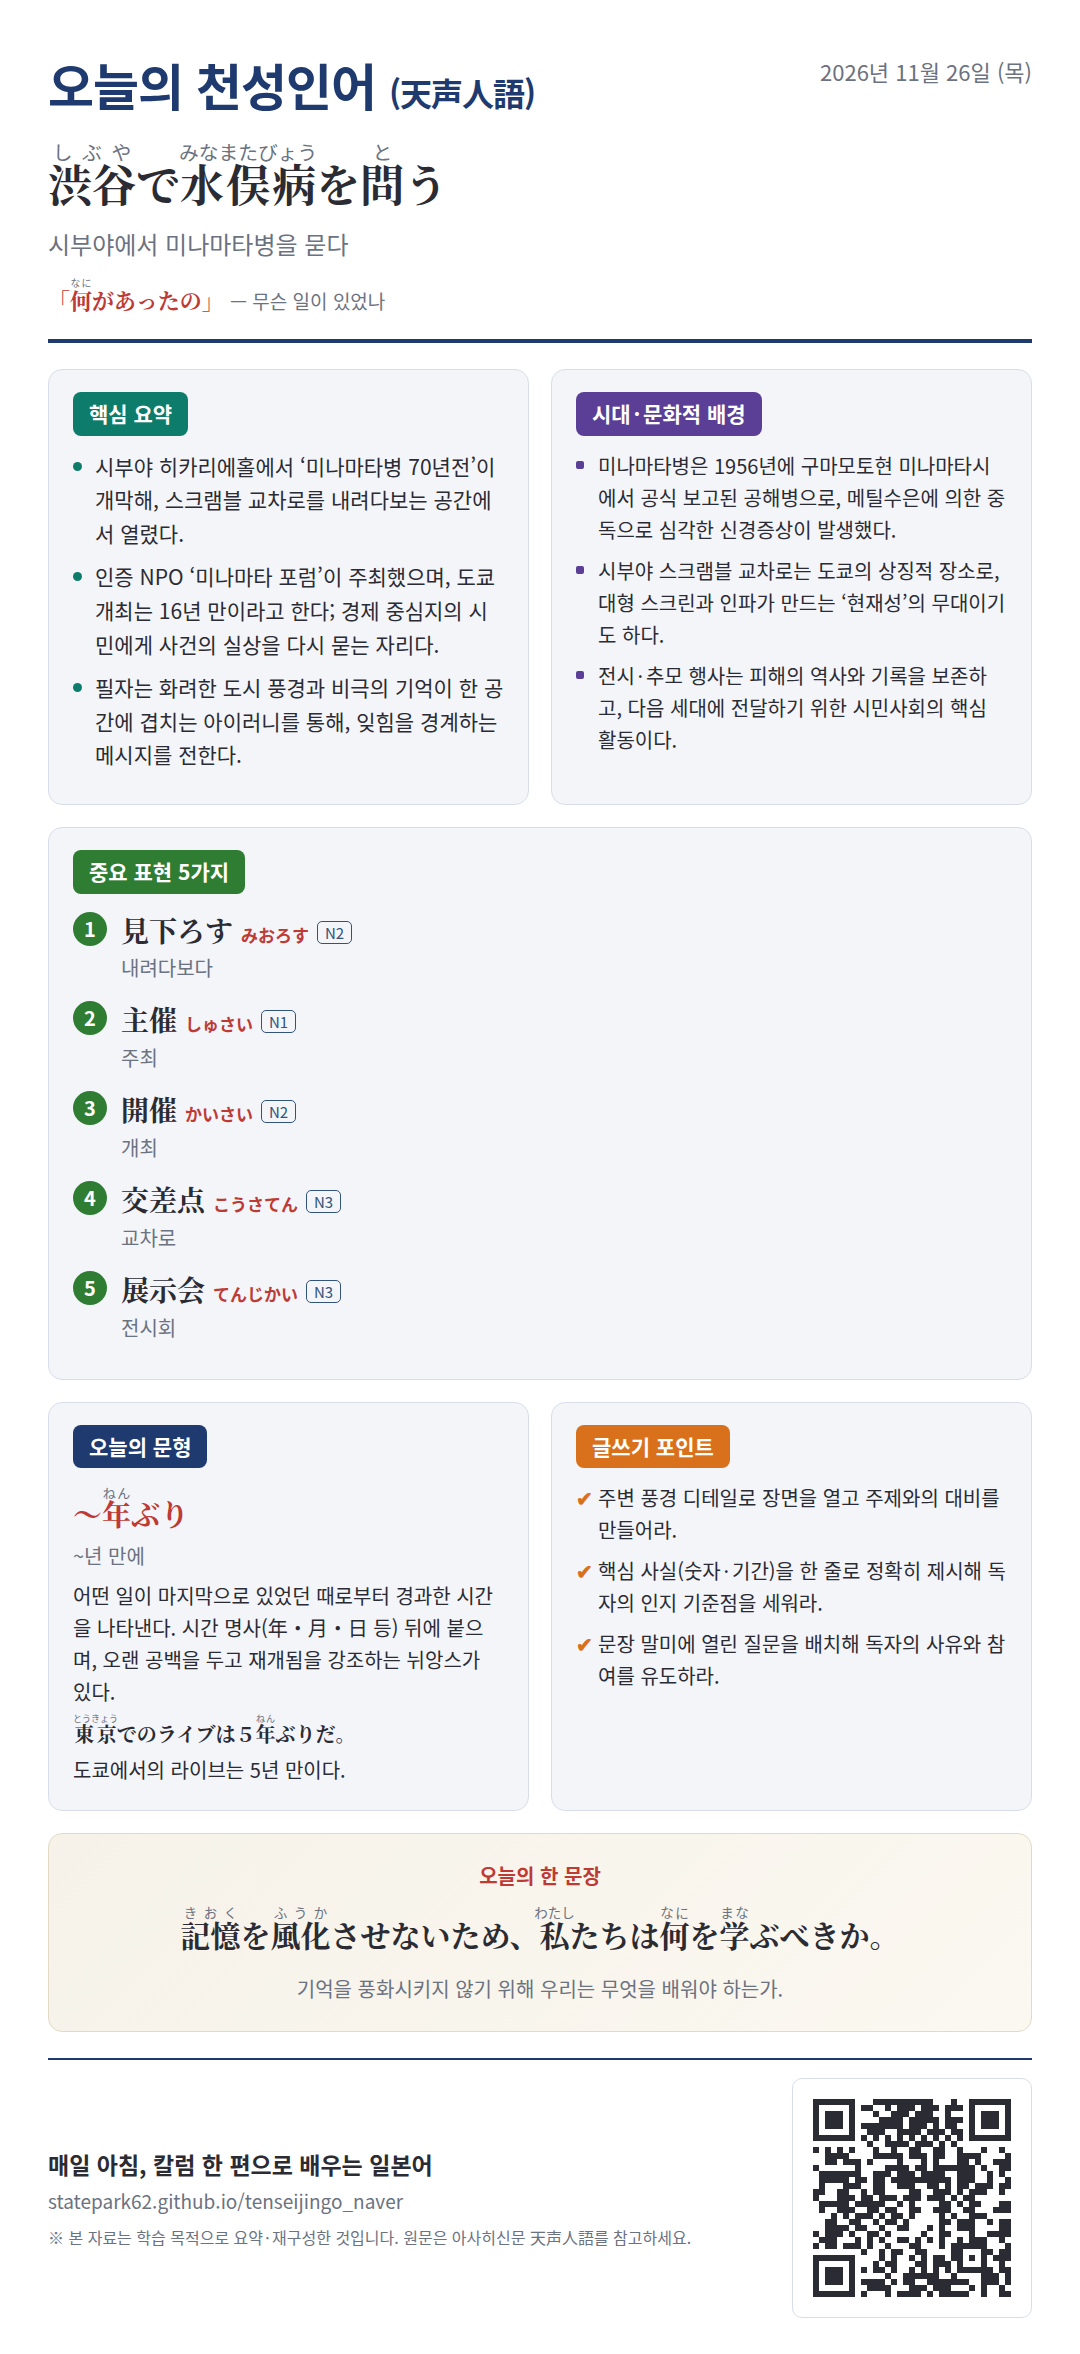 오늘의 천성인어 (天声人語)
2026년 11월 26일 (목)
しぶや みなまたびょう と
渋谷で水俣病を問う
시부야에서 미나마타병을 묻다
なに
「何があったの」 — 무슨 일이 있었나
핵심 요약
시부야 히카리에홀에서 ‘미나마타병 70년전’이
개막해, 스크램블 교차로를 내려다보는 공간에
서 열렸다.
인증 NPO ‘미나마타 포럼’이 주최했으며, 도쿄
개최는 16년 만이라고 한다; 경제 중심지의 시
민에게 사건의 실상을 다시 묻는 자리다.
필자는 화려한 도시 풍경과 비극의 기억이 한 공
간에 겹치는 아이러니를 통해, 잊힘을 경계하는
메시지를 전한다.
시대·문화적 배경
미나마타병은 1956년에 구마모토현 미나마타시
에서 공식 보고된 공해병으로, 메틸수은에 의한 중
독으로 심각한 신경증상이 발생했다.
시부야 스크램블 교차로는 도쿄의 상징적 장소로,
대형 스크린과 인파가 만드는 ‘현재성’의 무대이기
도 하다.
전시·추모 행사는 피해의 역사와 기록을 보존하
고, 다음 세대에 전달하기 위한 시민사회의 핵심
활동이다.
중요 표현 5가지
1 見下ろす みおろす N2
내려다보다
2 主催 しゅさい N1
주최
3 開催 かいさい N2
개최
4 交差点 こうさてん N3
교차로
5 展示会 てんじかい N3
전시회
오늘의 문형
ねん
〜年ぶり
~년 만에
어떤 일이 마지막으로 있었던 때로부터 경과한 시간
을 나타낸다. 시간 명사(年・月・日 등) 뒤에 붙으
며, 오랜 공백을 두고 재개됨을 강조하는 뉘앙스가
있다.
とうきょう ねん
東京でのライブは５年ぶりだ。
도쿄에서의 라이브는 5년 만이다.
글쓰기 포인트
✔ 주변 풍경 디테일로 장면을 열고 주제와의 대비를
만들어라.
✔ 핵심 사실(숫자·기간)을 한 줄로 정확히 제시해 독
자의 인지 기준점을 세워라.
✔ 문장 말미에 열린 질문을 배치해 독자의 사유와 참
여를 유도하라.
오늘의 한 문장
きおく ふうか わたし なに まな
記憶を風化させないため、私たちは何を学ぶべきか。
기억을 풍화시키지 않기 위해 우리는 무엇을 배워야 하는가.
매일 아침, 칼럼 한 편으로 배우는 일본어
statepark62.github.io/tenseijingo_naver
※ 본 자료는 학습 목적으로 요약·재구성한 것입니다. 원문은 아사히신문 天声人語를 참고하세요.